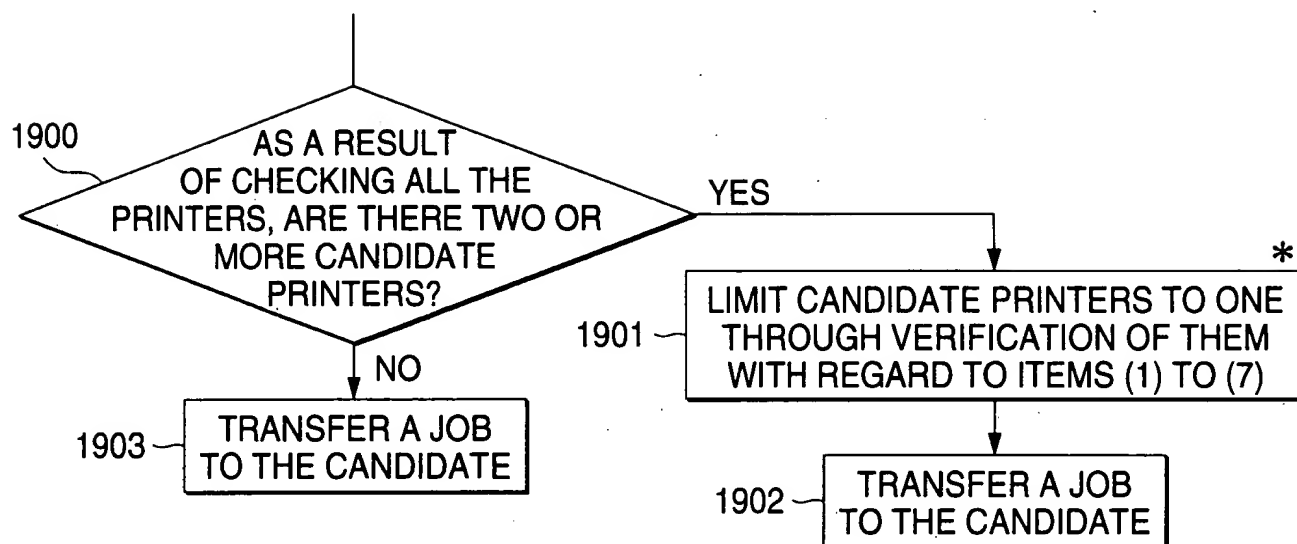 1900
AS A RESULT
OF CHECKING ALL THE
PRINTERS, ARE THERE TWO OR
MORE CANDIDATE
PRINTERS?
YES
*
1901
LIMIT CANDIDATE PRINTERS TO ONE
THROUGH VERIFICATION OF THEM
WITH REGARD TO ITEMS (1) TO (7)
NO
1903
TRANSFER A JOB
TO THE CANDIDATE
1902
TRANSFER A JOB
TO THE CANDIDATE